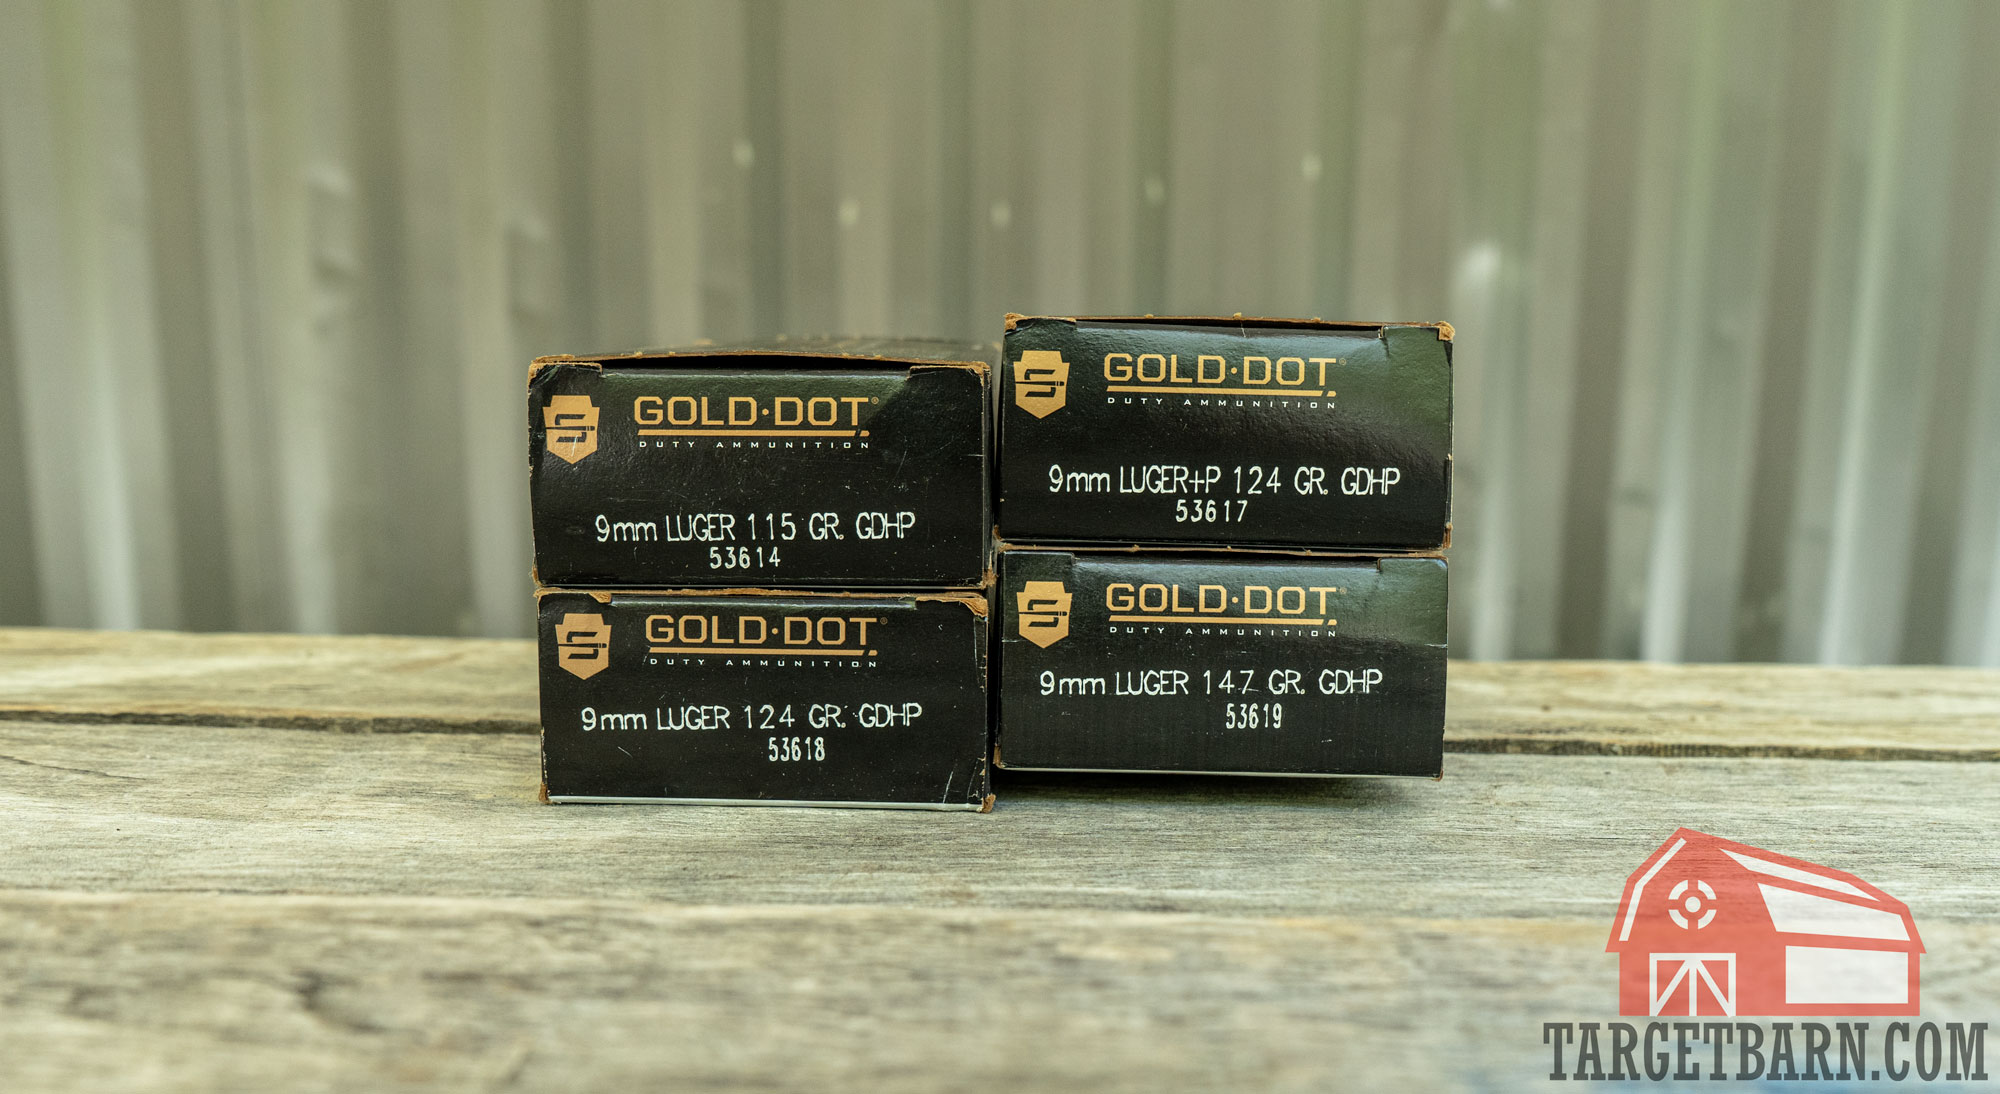 GOLD·DOT®
DUTY AMMUNITION
9mm LUGER 115 GR. GDHP
53614
GOLD·DOT®
DUTY AMMUNITION
9mm LUGER 124 GR. GDHP
53618
GOLD·DOT®
DUTY AMMUNITION
9mm LUGER+P 124 GR. GDHP
53617
GOLD·DOT®
DUTY AMMUNITION
9mm LUGER 147 GR. GDHP
53619
TARGETBARN.COM